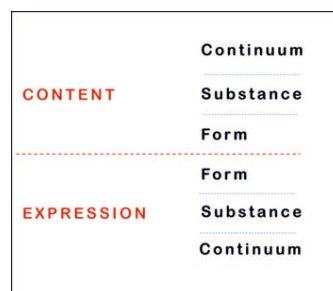 Continuum
CONTENT Substance
Form
Form
EXPRESSION Substance
Continuum